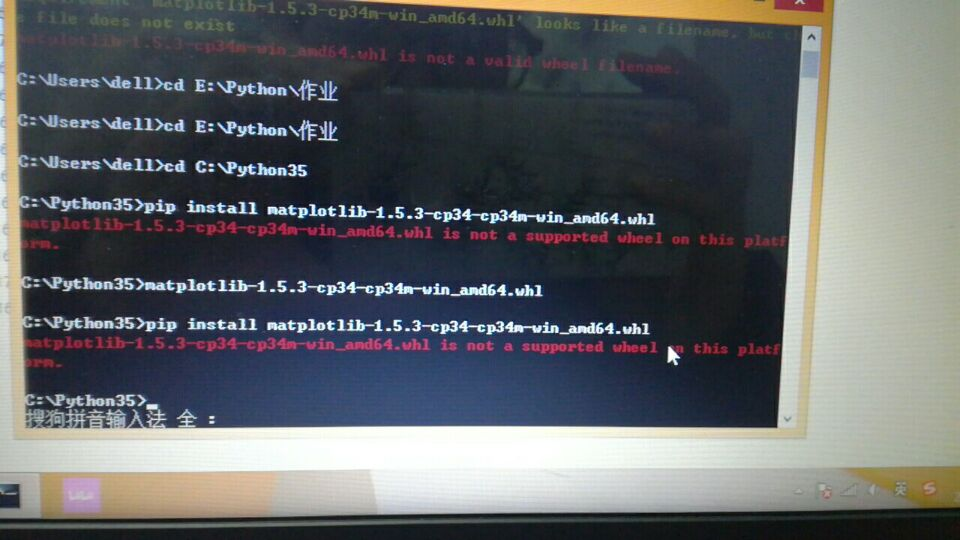 matplotlib-1.5.3-cp34m-win_amd64.whl' looks like a filename, but th
e file does not exist
matplotlib-1.5.3-cp34m-win_amd64.whl is not a valid wheel filename.
C:\Users\dell>cd E:\Python\作业
C:\Users\dell>cd E:\Python\作业
C:\Users\dell>cd C:\Python35
C:\Python35>pip install matplotlib-1.5.3-cp34-cp34m-win_amd64.whl
matplotlib-1.5.3-cp34-cp34m-win_amd64.whl is not a supported wheel on this platf
orm.
C:\Python35>matplotlib-1.5.3-cp34-cp34m-win_amd64.whl
C:\Python35>pip install matplotlib-1.5.3-cp34-cp34m-win_amd64.whl
matplotlib-1.5.3-cp34-cp34m-win_amd64.whl is not a supported wheel on this platf
orm.
C:\Python35>
搜狗拼音输入法 全 :
英